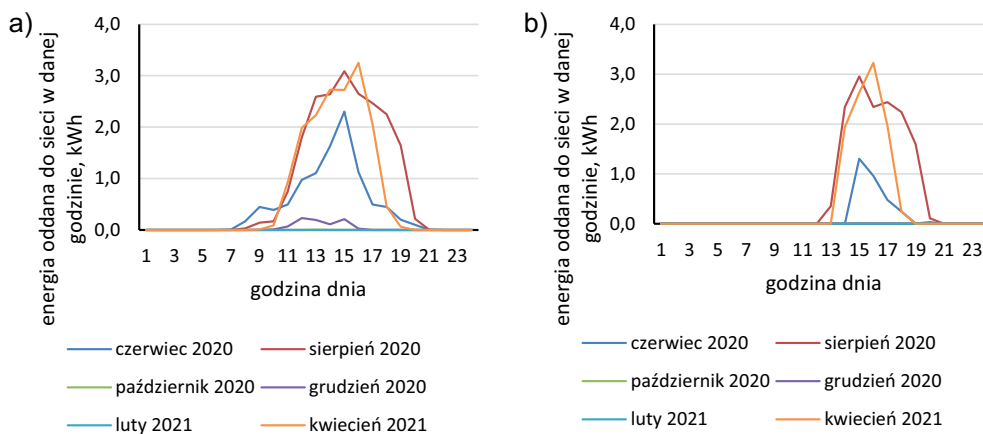 a)
energia oddana do sieci w danej
godzinie, kWh
4,0
3,0
2,0
1,0
0,0
1 3 5 7 9 11 13 15 17 19 21 23
godzina dnia
czerwiec 2020 sierpień 2020
październik 2020 grudzień 2020
luty 2021 kwiecień 2021
b)
energia oddana do sieci w danej
godzinie, kWh
4,0
3,0
2,0
1,0
0,0
1 3 5 7 9 11 13 15 17 19 21 23
godzina dnia
czerwiec 2020 sierpień 2020
październik 2020 grudzień 2020
luty 2021 kwiecień 2021